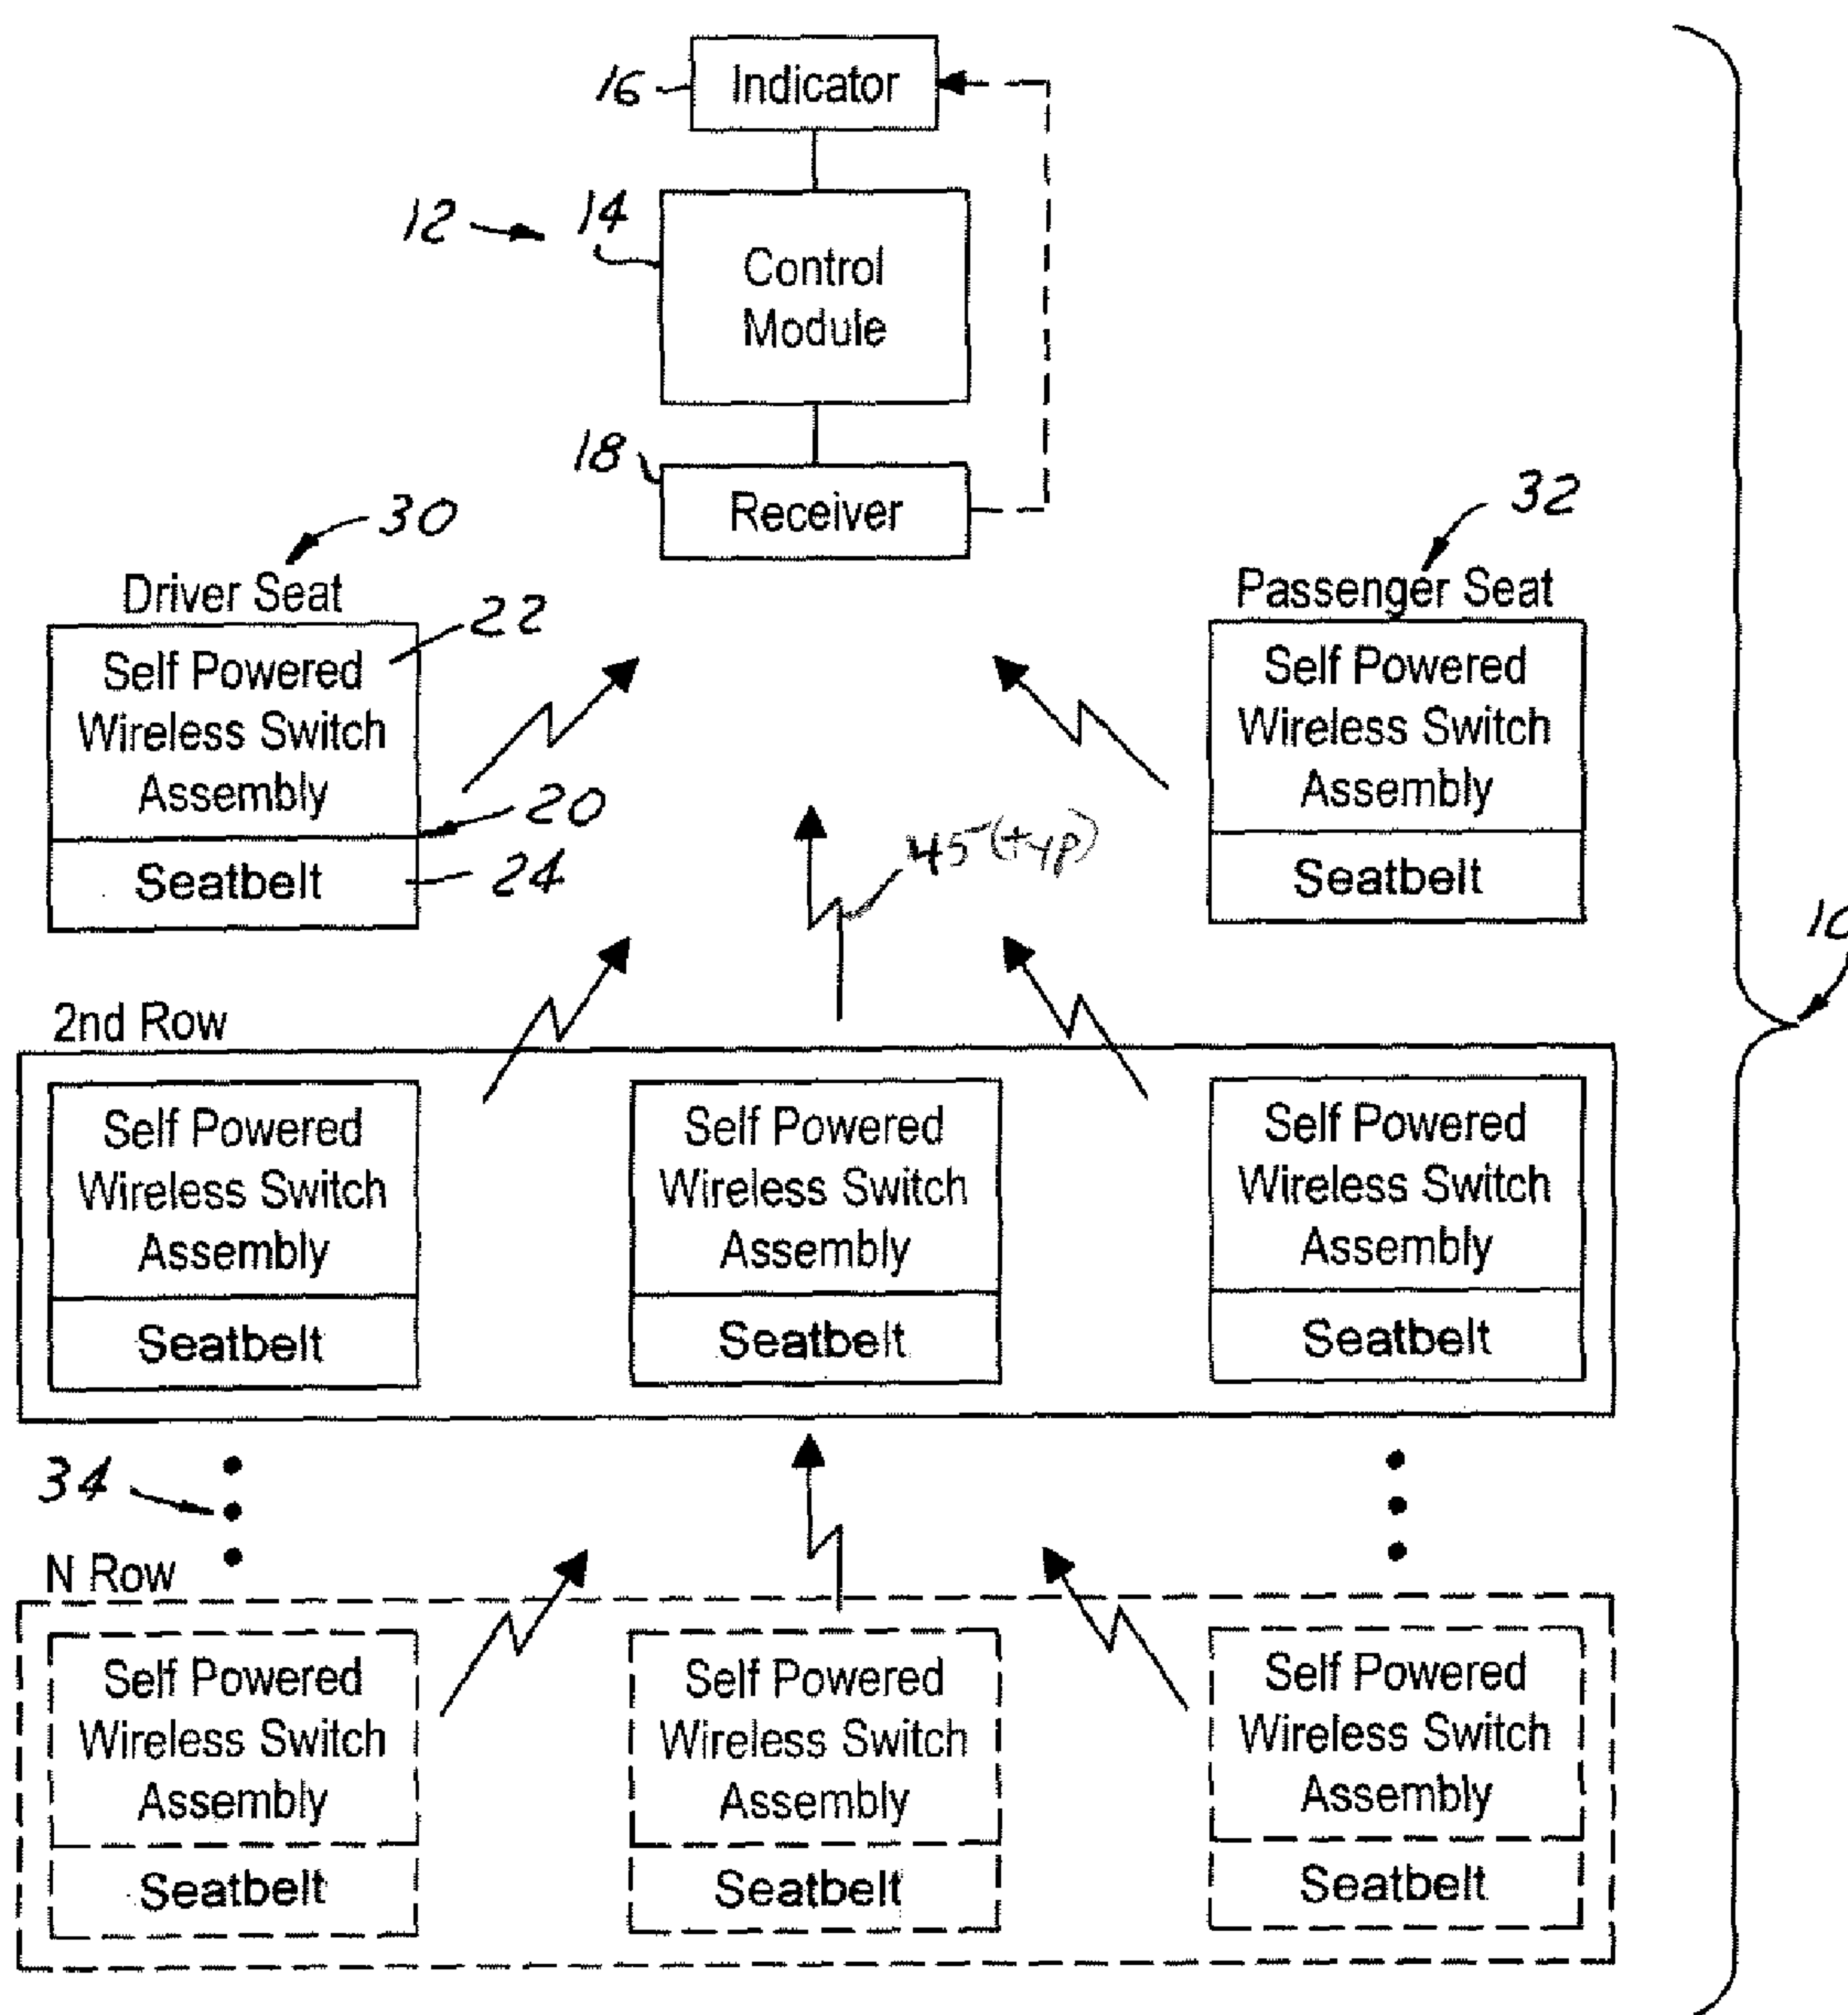 16
Indicator
12
14
Control
Module
18
Receiver
30
32
Driver Seat
Passenger Seat
22
Self Powered
Wireless Switch
Assembly
20
Seatbelt
24
Self Powered
Wireless Switch
Assembly
Seatbelt
45 (typ)
10
2nd Row
Self Powered
Wireless Switch
Assembly
Seatbelt
Self Powered
Wireless Switch
Assembly
Seatbelt
Self Powered
Wireless Switch
Assembly
Seatbelt
34
N Row
Self Powered
Wireless Switch
Assembly
Seatbelt
Self Powered
Wireless Switch
Assembly
Seatbelt
Self Powered
Wireless Switch
Assembly
Seatbelt